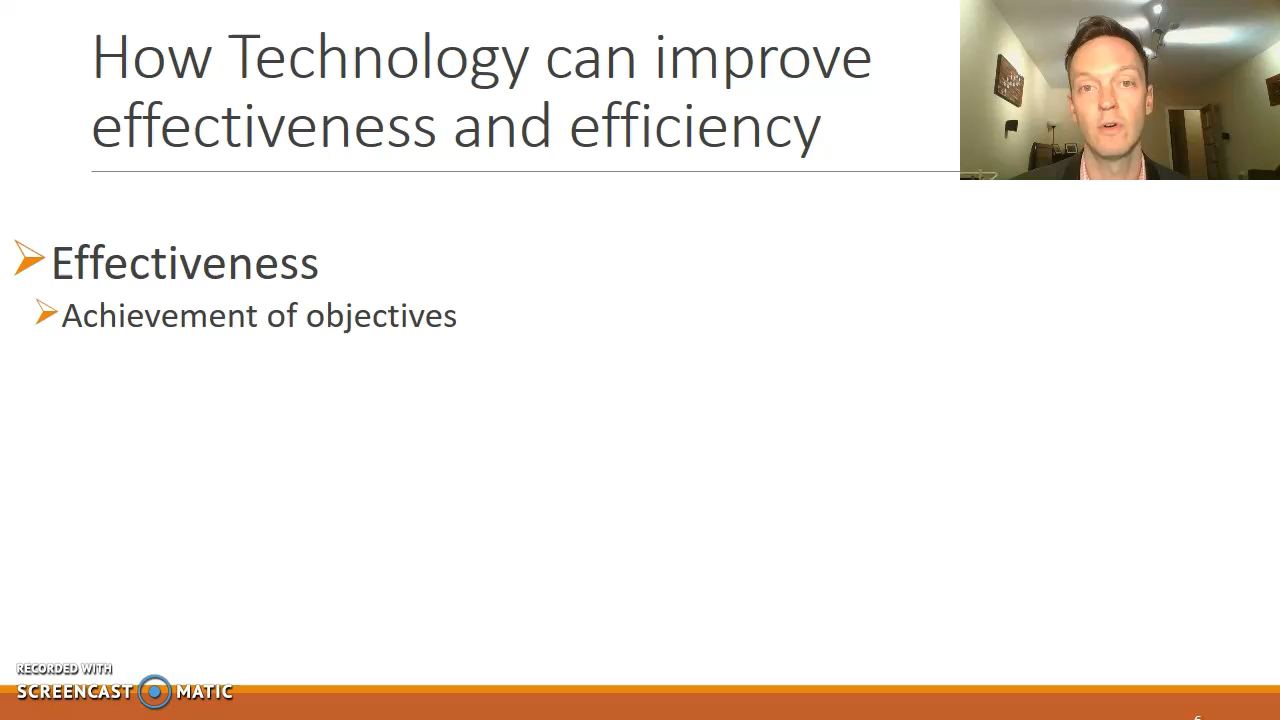 How Technology can improve
effectiveness and efficiency
Effectiveness
Achievement of objectives
RECORDED WITH
SCREENCAST MATIC